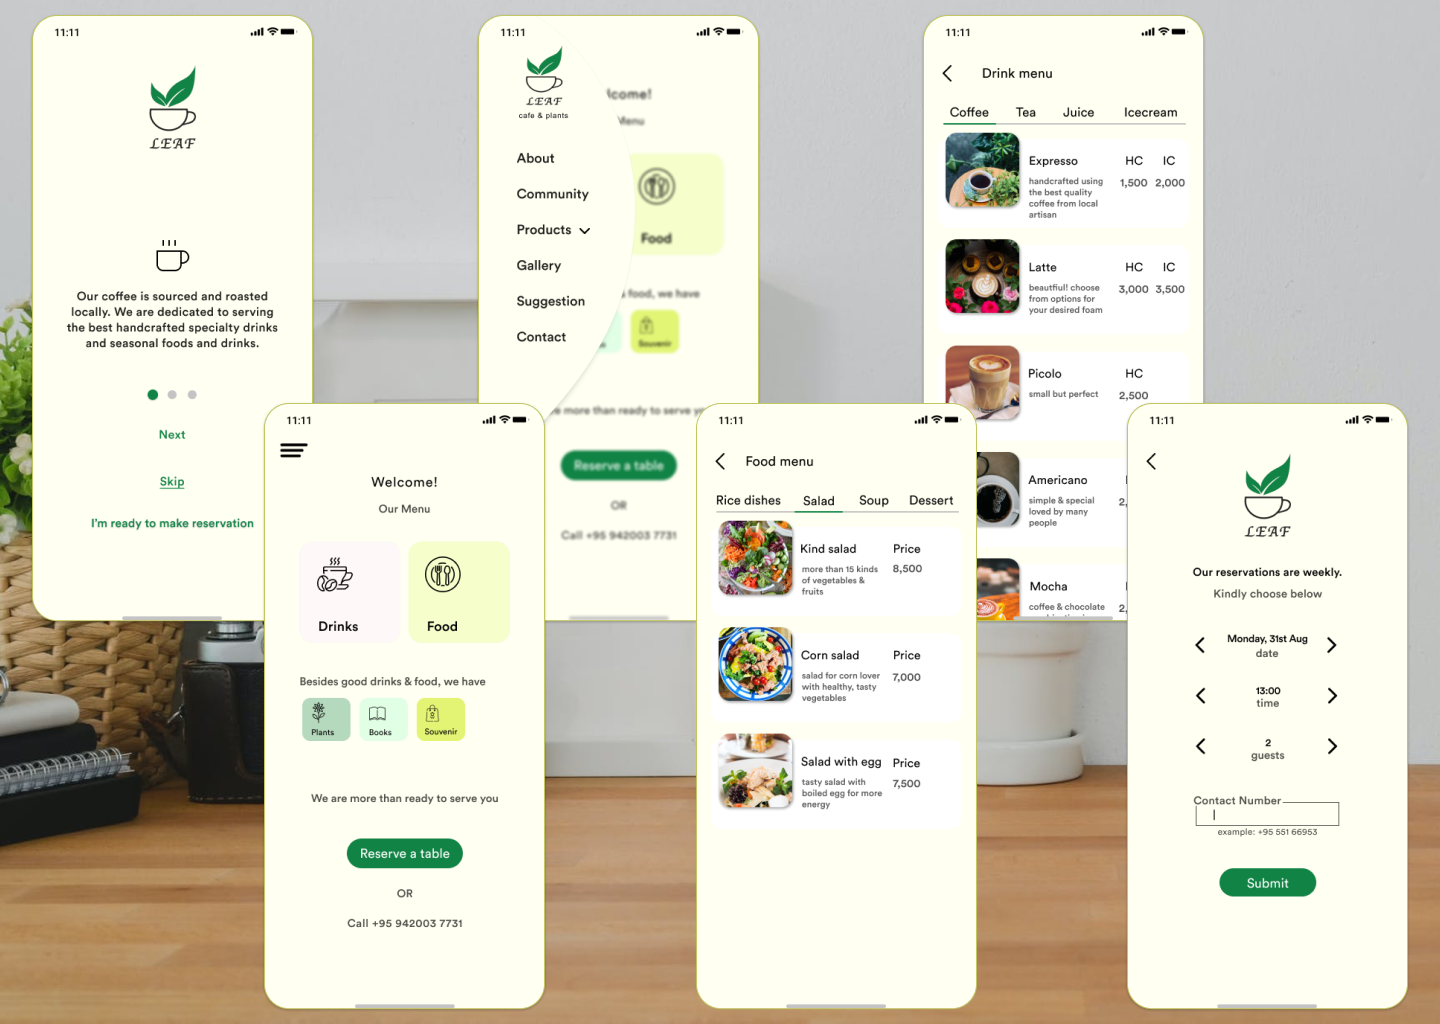 11:11
LEAF
Our coffee is sourced and roasted
locally. We are dedicated to serving
the best handcrafted specialty drinks
and seasonal foods and drinks.
Next
Skip
I'm ready to make reservation
11:11
LEAF
cafe & plants
About
Community
Products
Gallery
Suggestion
Contact
lcome!
Menu
Food
food, we have
Souvenir
e more than ready to serve y
Reserve a table
OR
Call +95 942003 7731
11:11
Drink menu
Coffee Tea Juice Icecream
Expresso HC IC
handcrafted using 1,500 2,000
the best quality
coffee from local
artisan
Latte HC IC
beautful! choose 3,000 3,500
from options for
your desired foam
Picolo HC
small but perfect 2,500
Americano
simple & special 2,
loved by many
people
Mocha
coffee & chocolate 2,
11:11
Welcome!
Our Menu
Drinks Food
Besides good drinks & food, we have
Plants Books Souvenir
We are more than ready to serve you
Reserve a table
OR
Call +95 942003 7731
11:11
Food menu
Rice dishes Salad Soup Dessert
Kind salad Price
more than 15 kinds 8,500
of vegetables &
fruits
Corn salad Price
salad for corn lover 7,000
with healthy, tasty
vegetables
Salad with egg Price
tasty salad with 7,500
boiled egg for more
energy
11:11
LEAF
Our reservations are weekly.
Kindly choose below
Monday, 31st Aug
date
13:00
time
2
guests
Contact Number
example: +95 551 66953
Submit